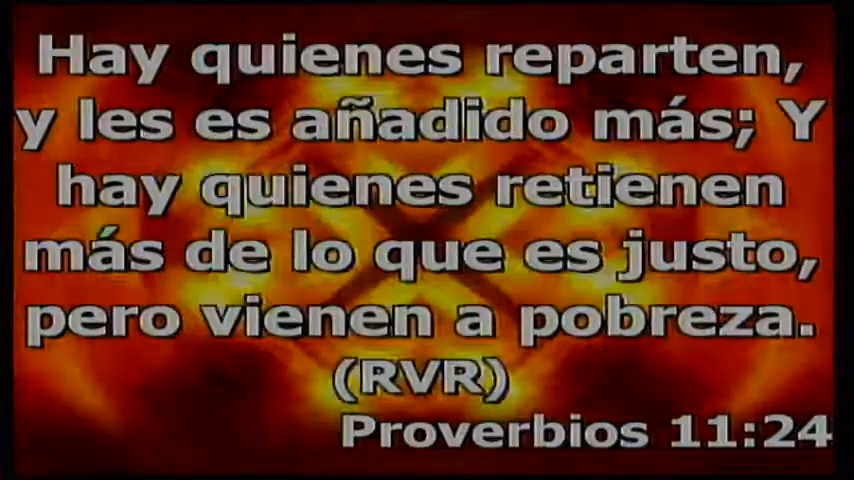 Hay quienes reparten,
y les es añadido más; Y
hay quienes retienen
más de lo que es justo,
pero vienen a pobreza.
(RVR)
Proverbios 11:24